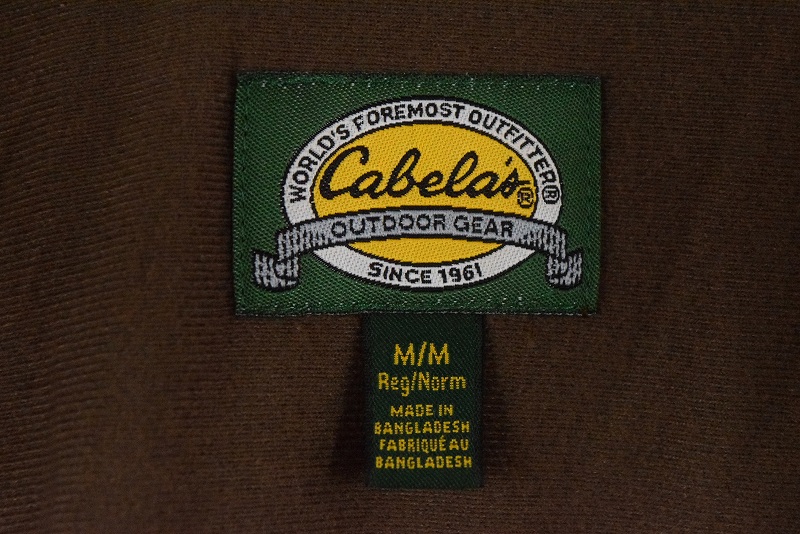 WORLD'S FOREMOST OUTFITTER®
Cabela's®
OUTDOOR GEAR
SINCE 1961
M/M
Reg/Norm
MADE IN
BANGLADESH
FABRIQUÉ AU
BANGLADESH